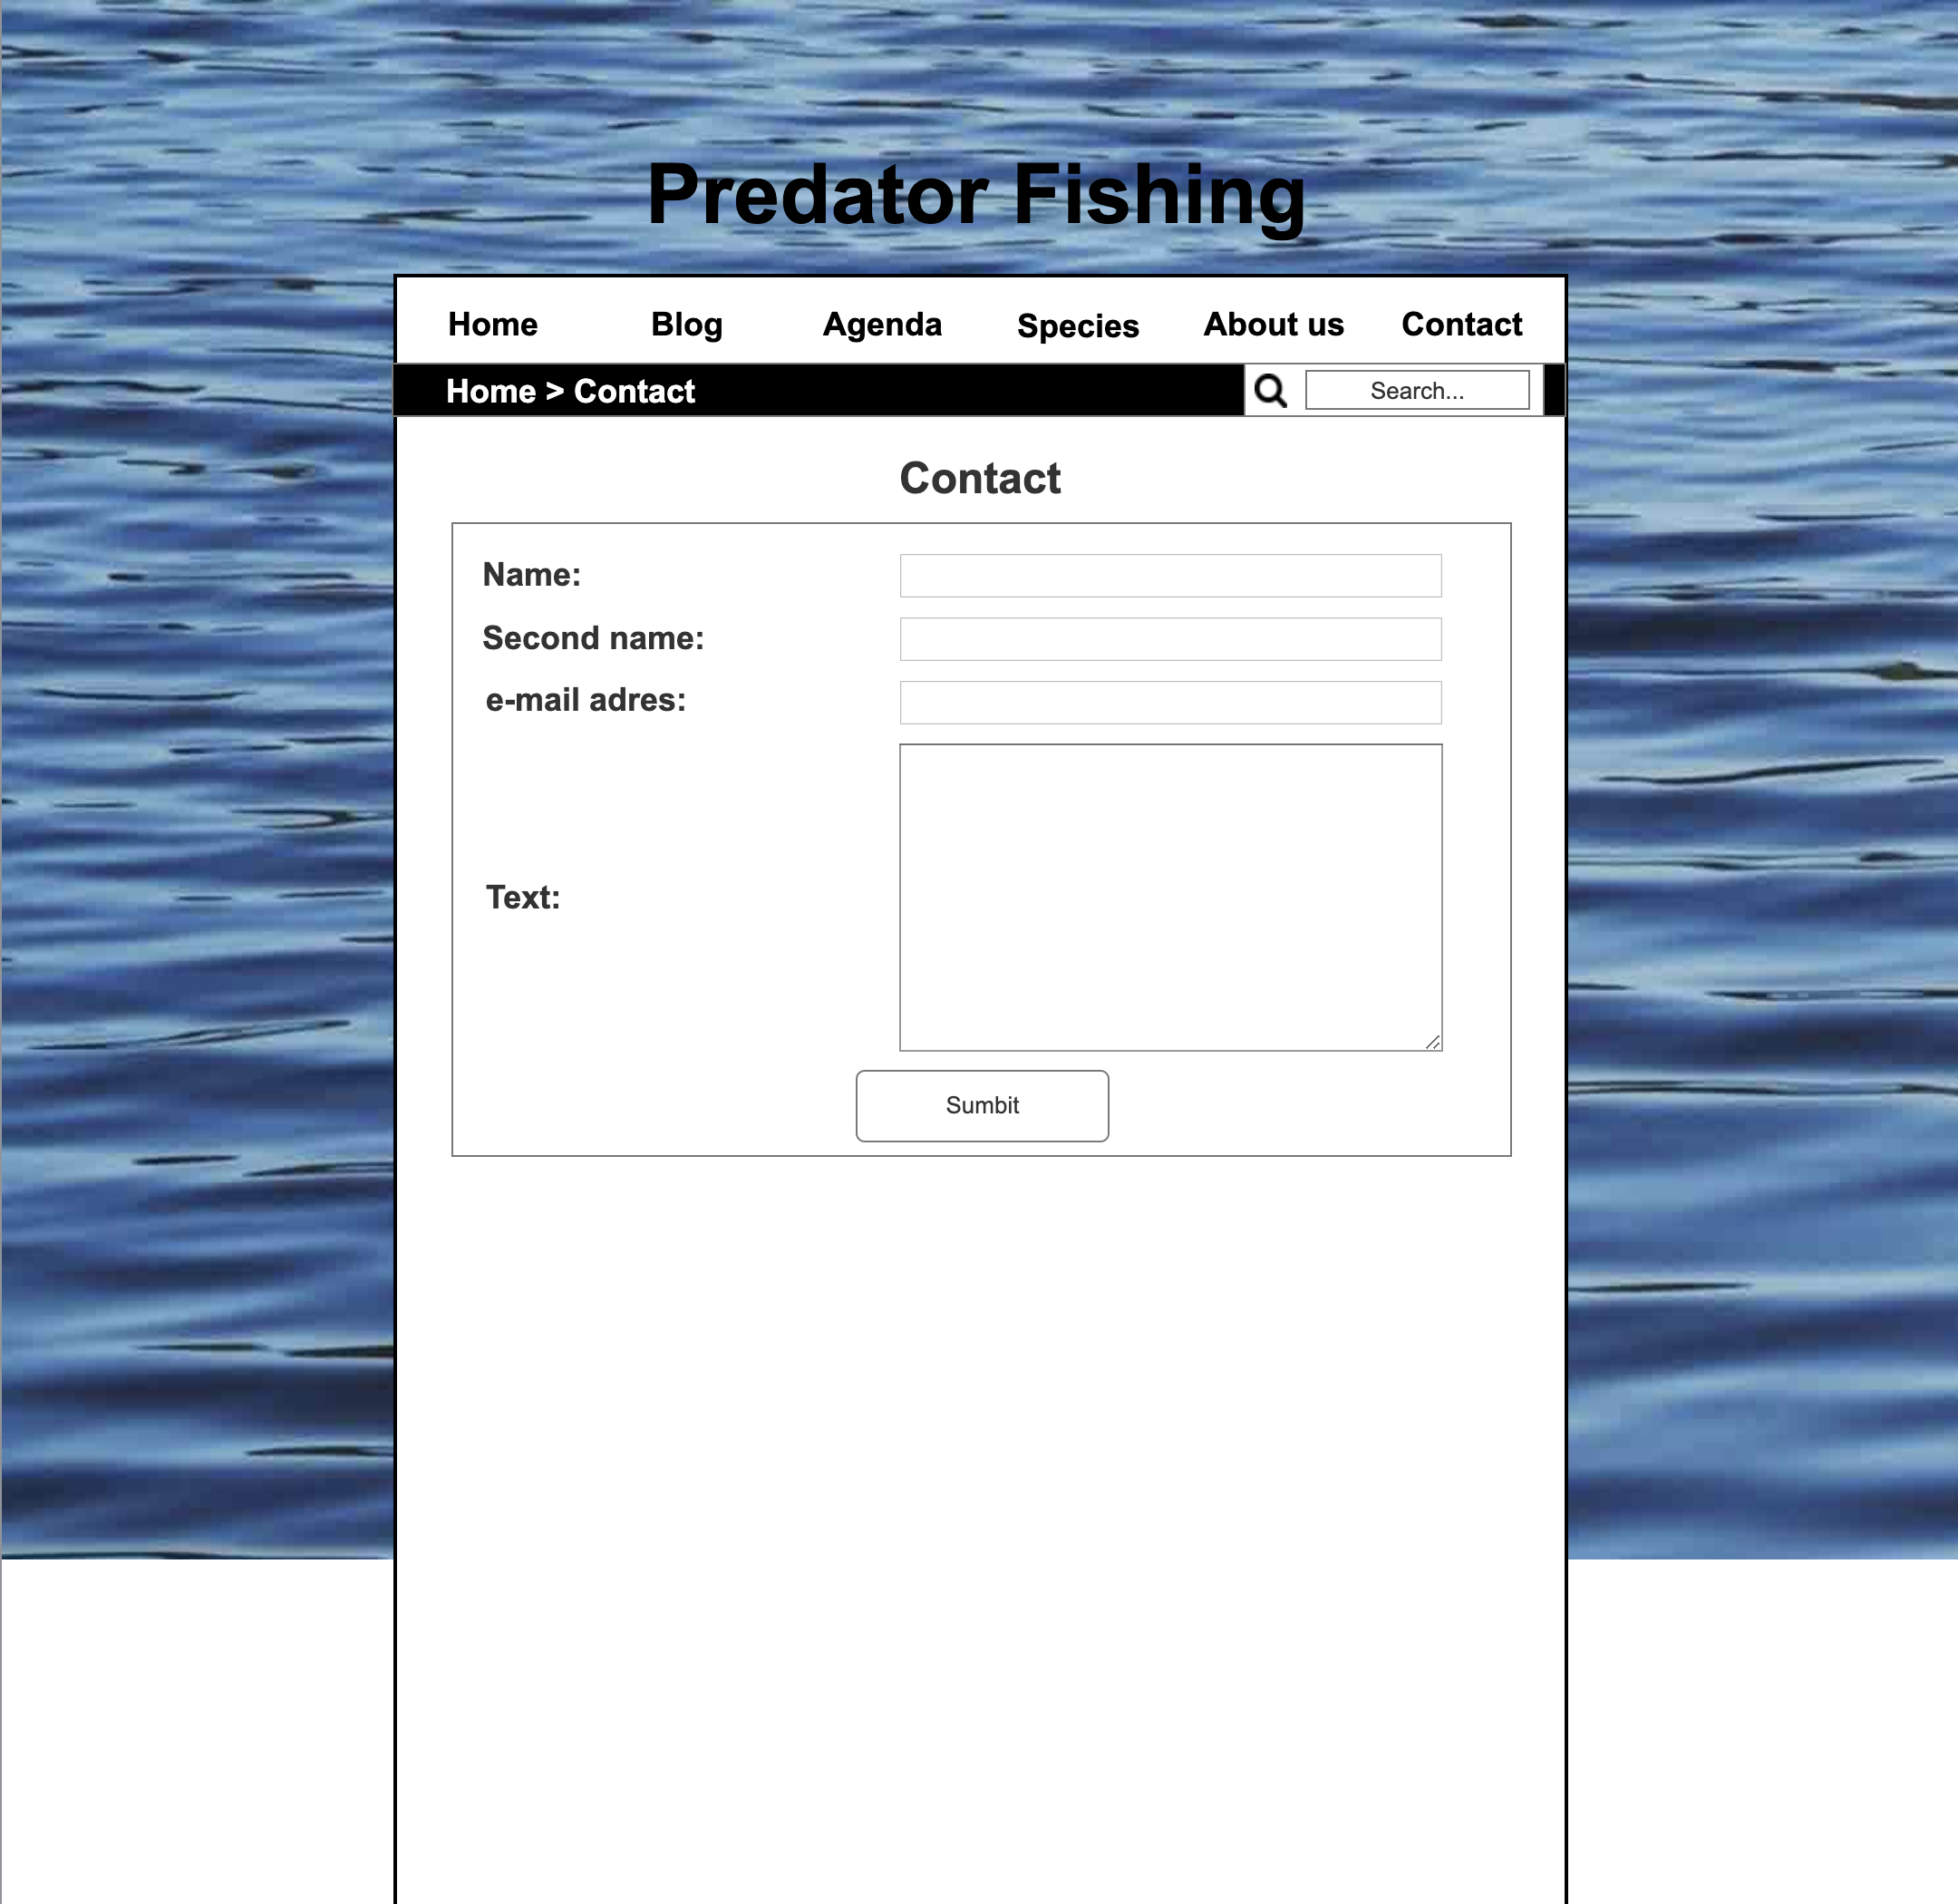 Predator Fishing
Home Blog Agenda Species About us Contact
Home > Contact Search...
Contact
Name:
Second name:
e-mail adres:
Text:
Sumbit